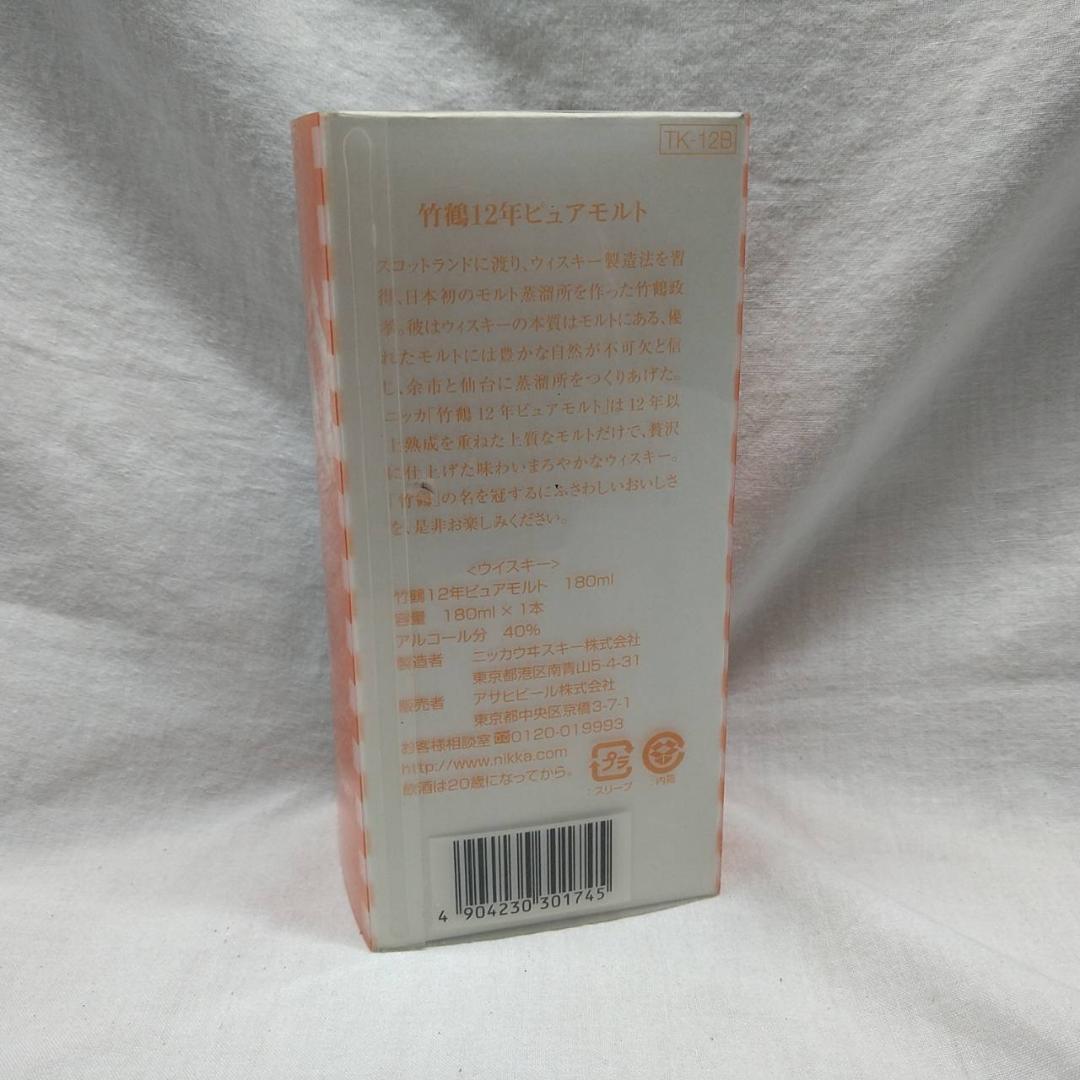 TK-12B
竹鶴12年ピュアモルト
スコットランドに渡り、ウィスキー製造法を習
得、日本初のモルト蒸溜所を作った竹鶴政
孝。彼はウィスキーの本質はモルトにある、優
れたモルトには豊かな自然が不可欠と信
じ、余市と仙台に蒸溜所をつくりあげた。
ニッカ「竹鶴12年ピュアモルト」は12年以
上熟成を重ねた上質なモルトだけで、贅沢
に仕上げた味わいまろやかなウィスキー。
「竹鶴」の名を冠するにふさわしいおいしさ
を、是非お楽しみください。
<ウイスキー>
竹鶴12年ピュアモルト 180ml
容量 180ml×1本
アルコール分 40%
製造者 ニッカウヰスキー株式会社
東京都港区南青山5-4-31
販売者 アサヒビール株式会社
東京都中央区京橋3-7-1
お客様相談室 0120-019993
http://www.nikka.com
飲酒は20歳になってから。
プラ
:スリーブ
:内箱
4 904230 301745